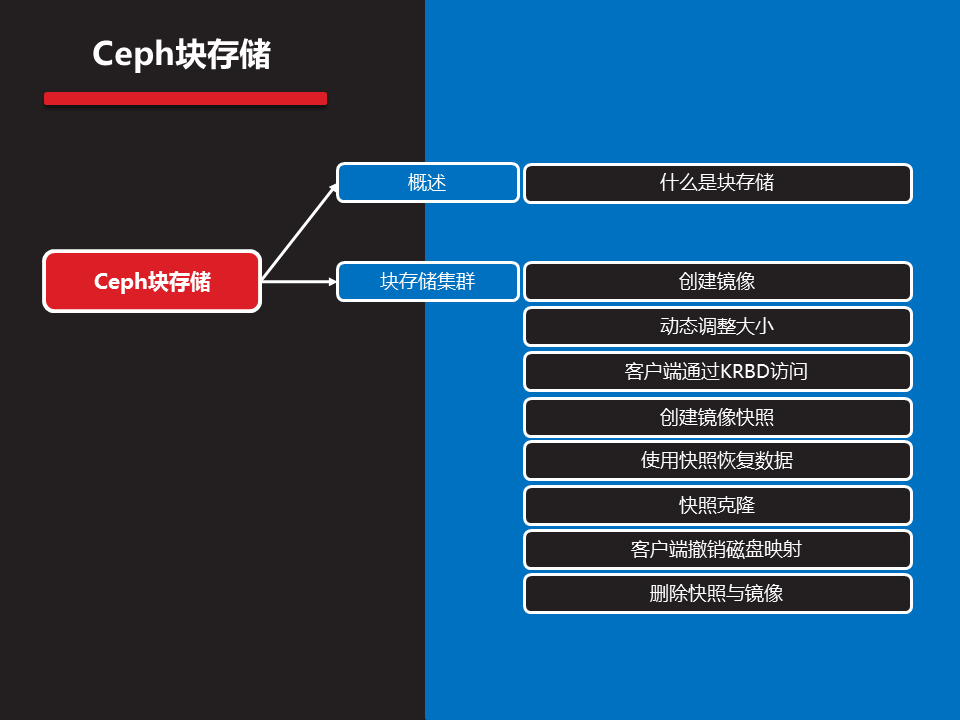 Ceph块存储
概述
什么是块存储
Ceph块存储
块存储集群
创建镜像
动态调整大小
客户端通过KRBD访问
创建镜像快照
使用快照恢复数据
快照克隆
客户端撤销磁盘映射
删除快照与镜像